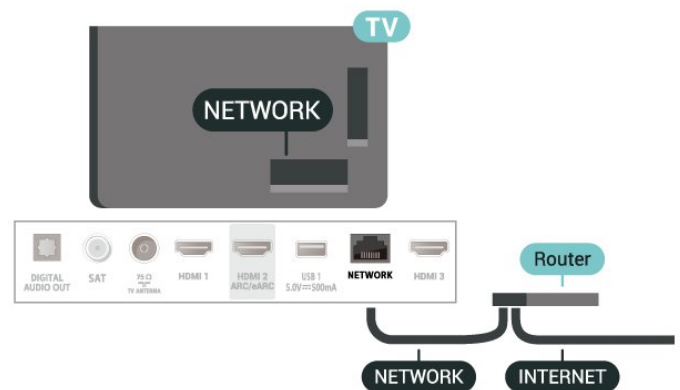 TV
NETWORK
DIGITAL
AUDIO OUT
SAT
75 Ω
TV ANTENNA
HDMI 1
HDMI 2
ARC/eARC
USB 1
5.0V⎓500mA
NETWORK
HDMI 3
Router
NETWORK
INTERNET